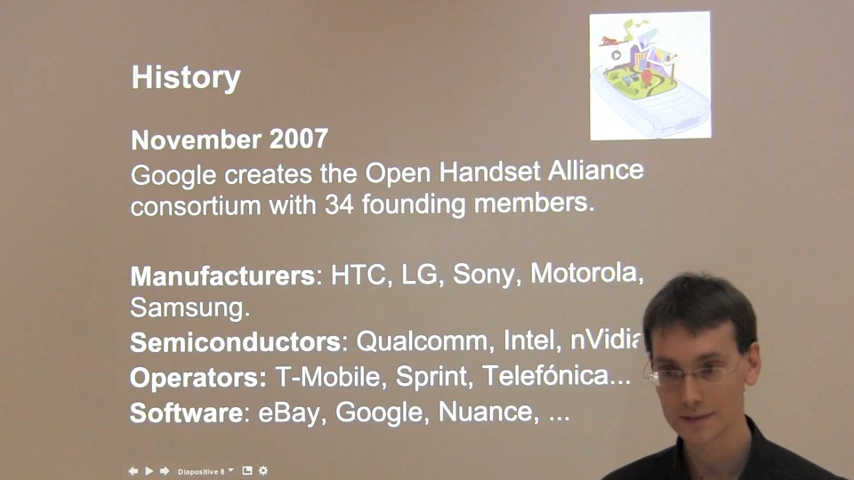 History
November 2007
Google creates the Open Handset Alliance
consortium with 34 founding members.
Manufacturers: HTC, LG, Sony, Motorola,
Samsung.
Semiconductors: Qualcomm, Intel, nVidia
Operators: T-Mobile, Sprint, Telefónica...
Software: eBay, Google, Nuance, ...
Diapositive 8